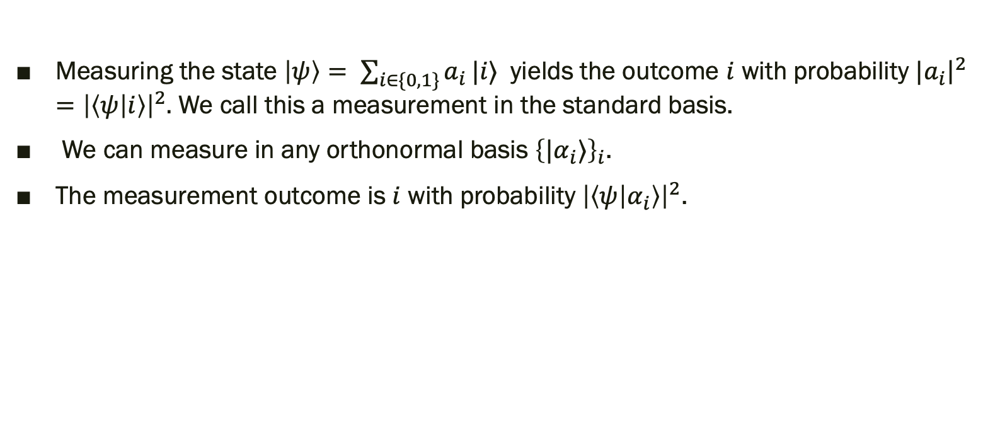 ■ Measuring the state |ψ⟩ = ∑_{i∈{0,1}} a_i |i⟩ yields the outcome i with probability |a_i|²
= |⟨ψ|i⟩|². We call this a measurement in the standard basis.
■ We can measure in any orthonormal basis {|α_i⟩}_i.
■ The measurement outcome is i with probability |⟨ψ|α_i⟩|².